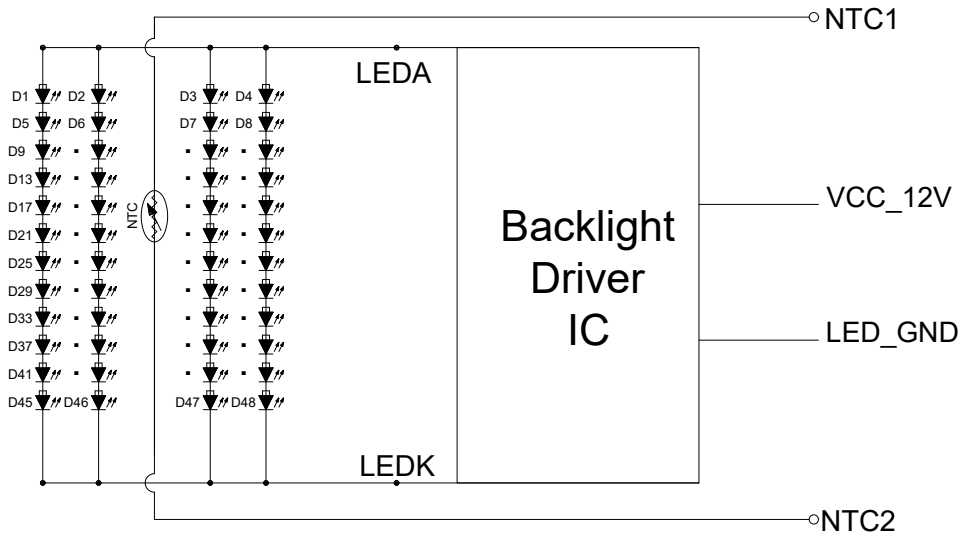 NTC1
LEDA
D1 D2 D3 D4
D5 D6 D7 D8
D9
D13
D17
D21
D25
D29
D33
D37
D41
D45 D46 D47 D48
NTC
Backlight
Driver
IC
VCC_12V
LED_GND
LEDK
NTC2